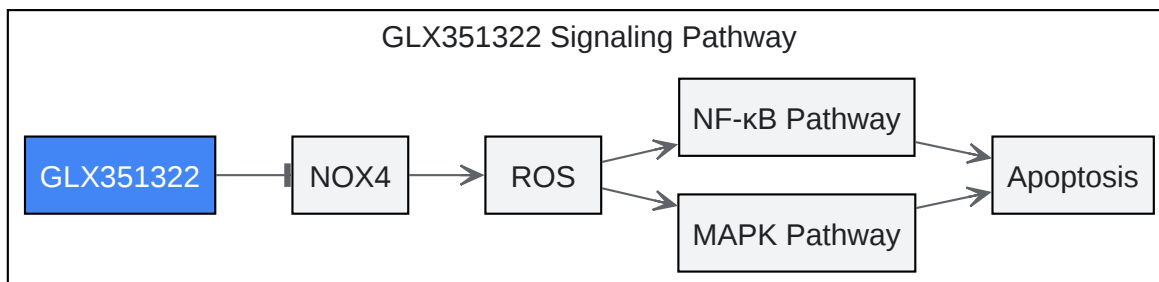 GLX351322 Signaling Pathway
GLX351322
NOX4
ROS
NF-κB Pathway
MAPK Pathway
Apoptosis